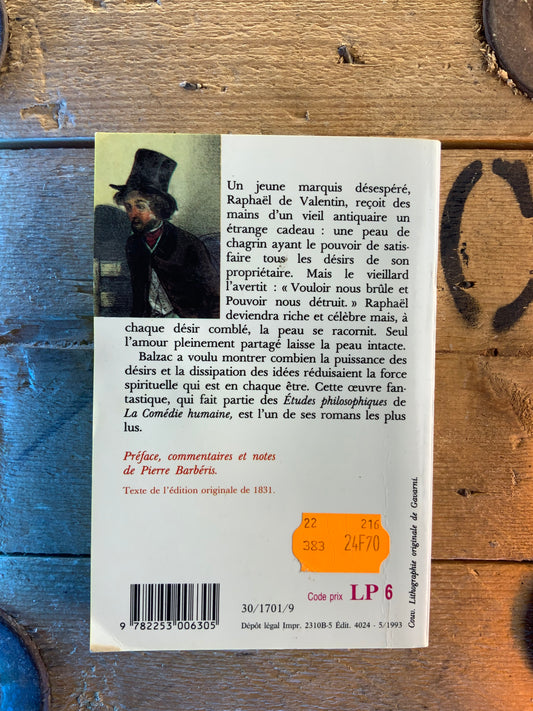 Un jeune marquis désespéré,
Raphaël de Valentin, reçoit des
mains d'un vieil antiquaire un
étrange cadeau : une peau de
chagrin ayant le pouvoir de satis-
faire tous les désirs de son
propriétaire. Mais le vieillard
l'avertit : « Vouloir nous brûle et
Pouvoir nous détruit. » Raphaël
deviendra riche et célèbre mais, à
chaque désir comblé, la peau se racornit. Seul
l'amour pleinement partagé laisse la peau intacte.
Balzac a voulu montrer combien la puissance des
désirs et la dissipation des idées réduisaient la force
spirituelle qui est en chaque être. Cette œuvre fan-
tastique, qui fait partie des Études philosophiques de
La Comédie humaine, est l'un de ses romans les plus
lus.
Préface, commentaires et notes
de Pierre Barbéris.
Texte de l'édition originale de 1831.
22 216
383 24F70
Code prix LP 6
30/1701/9
9 782253 006305
Dépôt légal Impr. 2310B-5 Édit. 4024 - 5/1993
Couv. Lithographie originale de Gavarni.